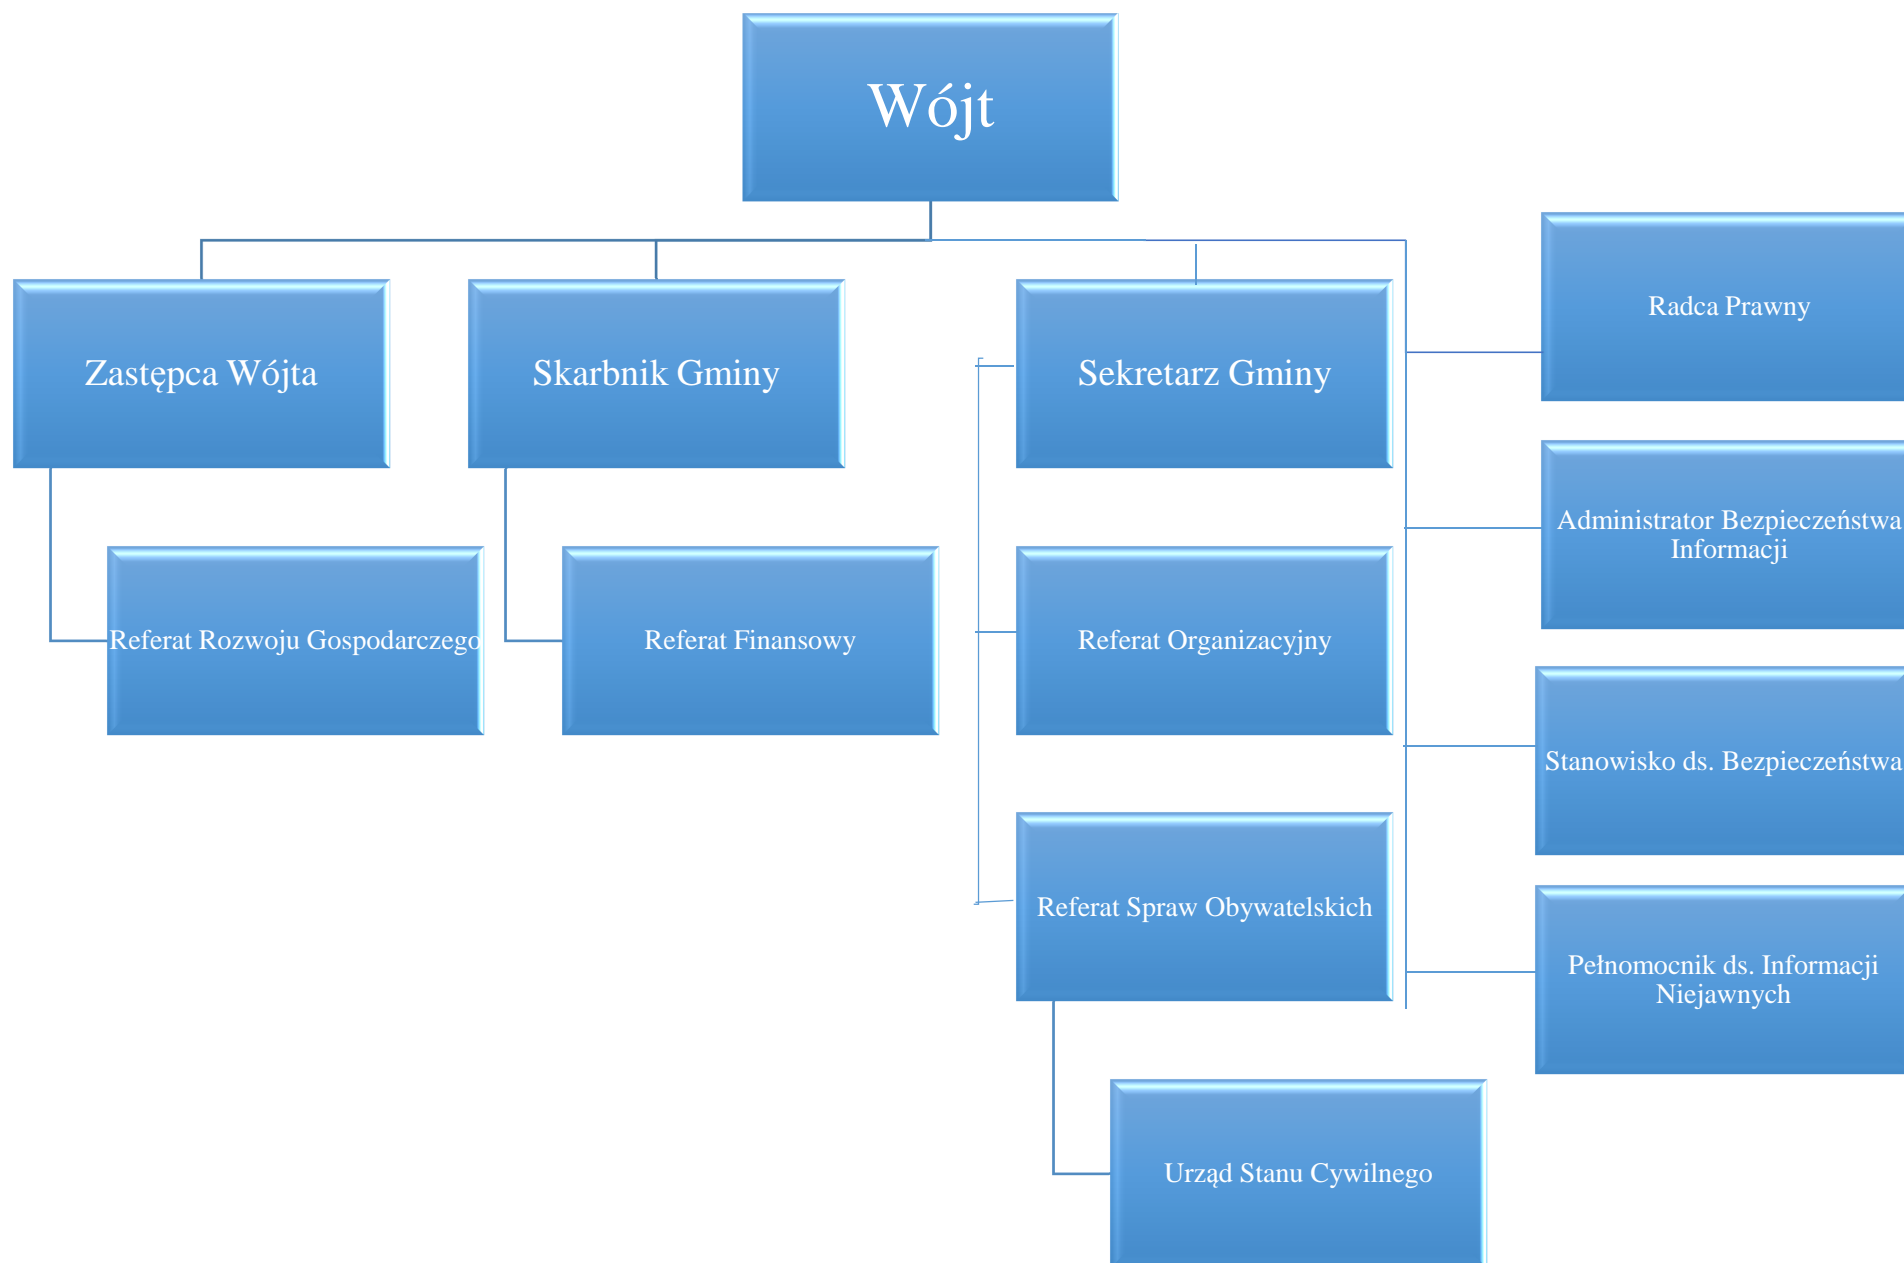 Wójt
Zastępca Wójta
Skarbnik Gminy
Sekretarz Gminy
Radca Prawny
Administrator Bezpieczeństwa
Informacji
Referat Rozwoju Gospodarczego
Referat Finansowy
Referat Organizacyjny
Stanowisko ds. Bezpieczeństwa
Referat Spraw Obywatelskich
Pełnomocnik ds. Informacji
Niejawnych
Urząd Stanu Cywilnego